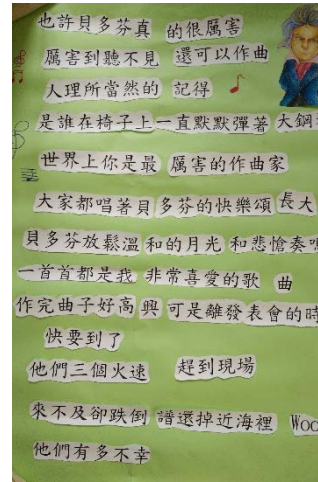 也許貝多芬真 的很厲害
厲害到聽不見 還可以作曲
人理所當然的 記得
是誰在椅子上一直默默彈著 大鋼
世界上你是最 厲害的作曲家
大家都唱著貝 多芬的快樂頌 長大
貝多芬放鬆溫 和的月光 和悲愴奏鳴
一首首都是我 非常喜愛的歌 曲
作完曲子好高 興 可是離發表會的時
快要到了
他們三個火速 趕到現場
來不及卻跌倒 譜還掉近海裡 Woo
他們有多不幸